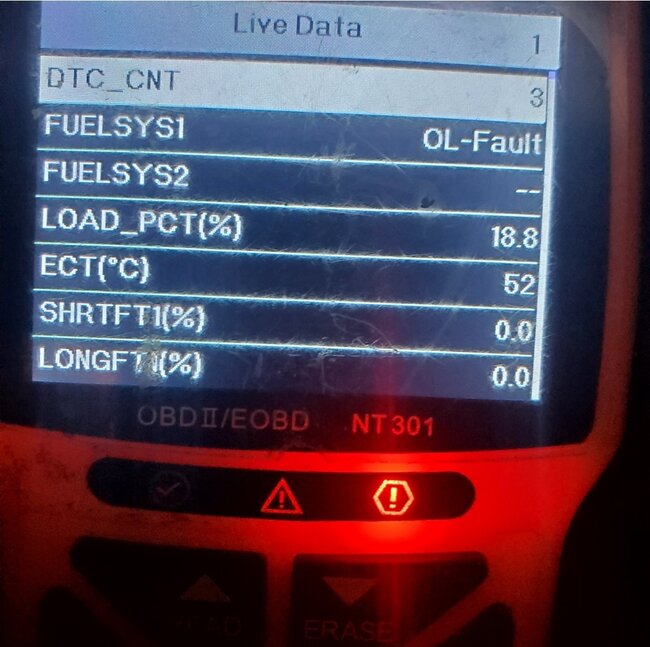 Live Data
1
DTC_CNT 3
FUELSYS1 OL-Fault
FUELSYS2 --
LOAD_PCT(%) 18.8
ECT(°C) 52
SHRTFT1(%) 0.0
LONGFT1(%) 0.0
OBDⅡ/EOBD NT301
ERASE